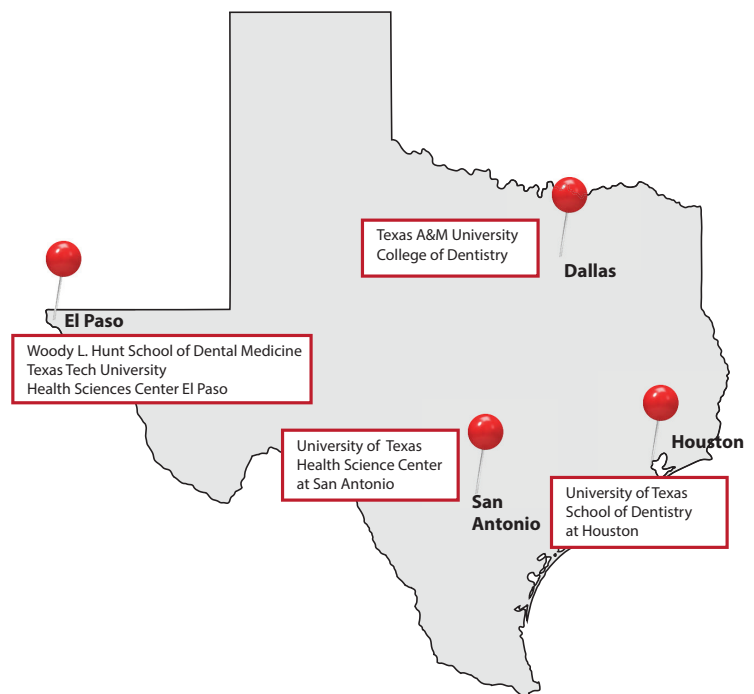 Texas A&M University
College of Dentistry
Dallas
El Paso
Woody L. Hunt School of Dental Medicine
Texas Tech University
Health Sciences Center El Paso
Houston
University of Texas
Health Science Center
at San Antonio
San
Antonio
University of Texas
School of Dentistry
at Houston